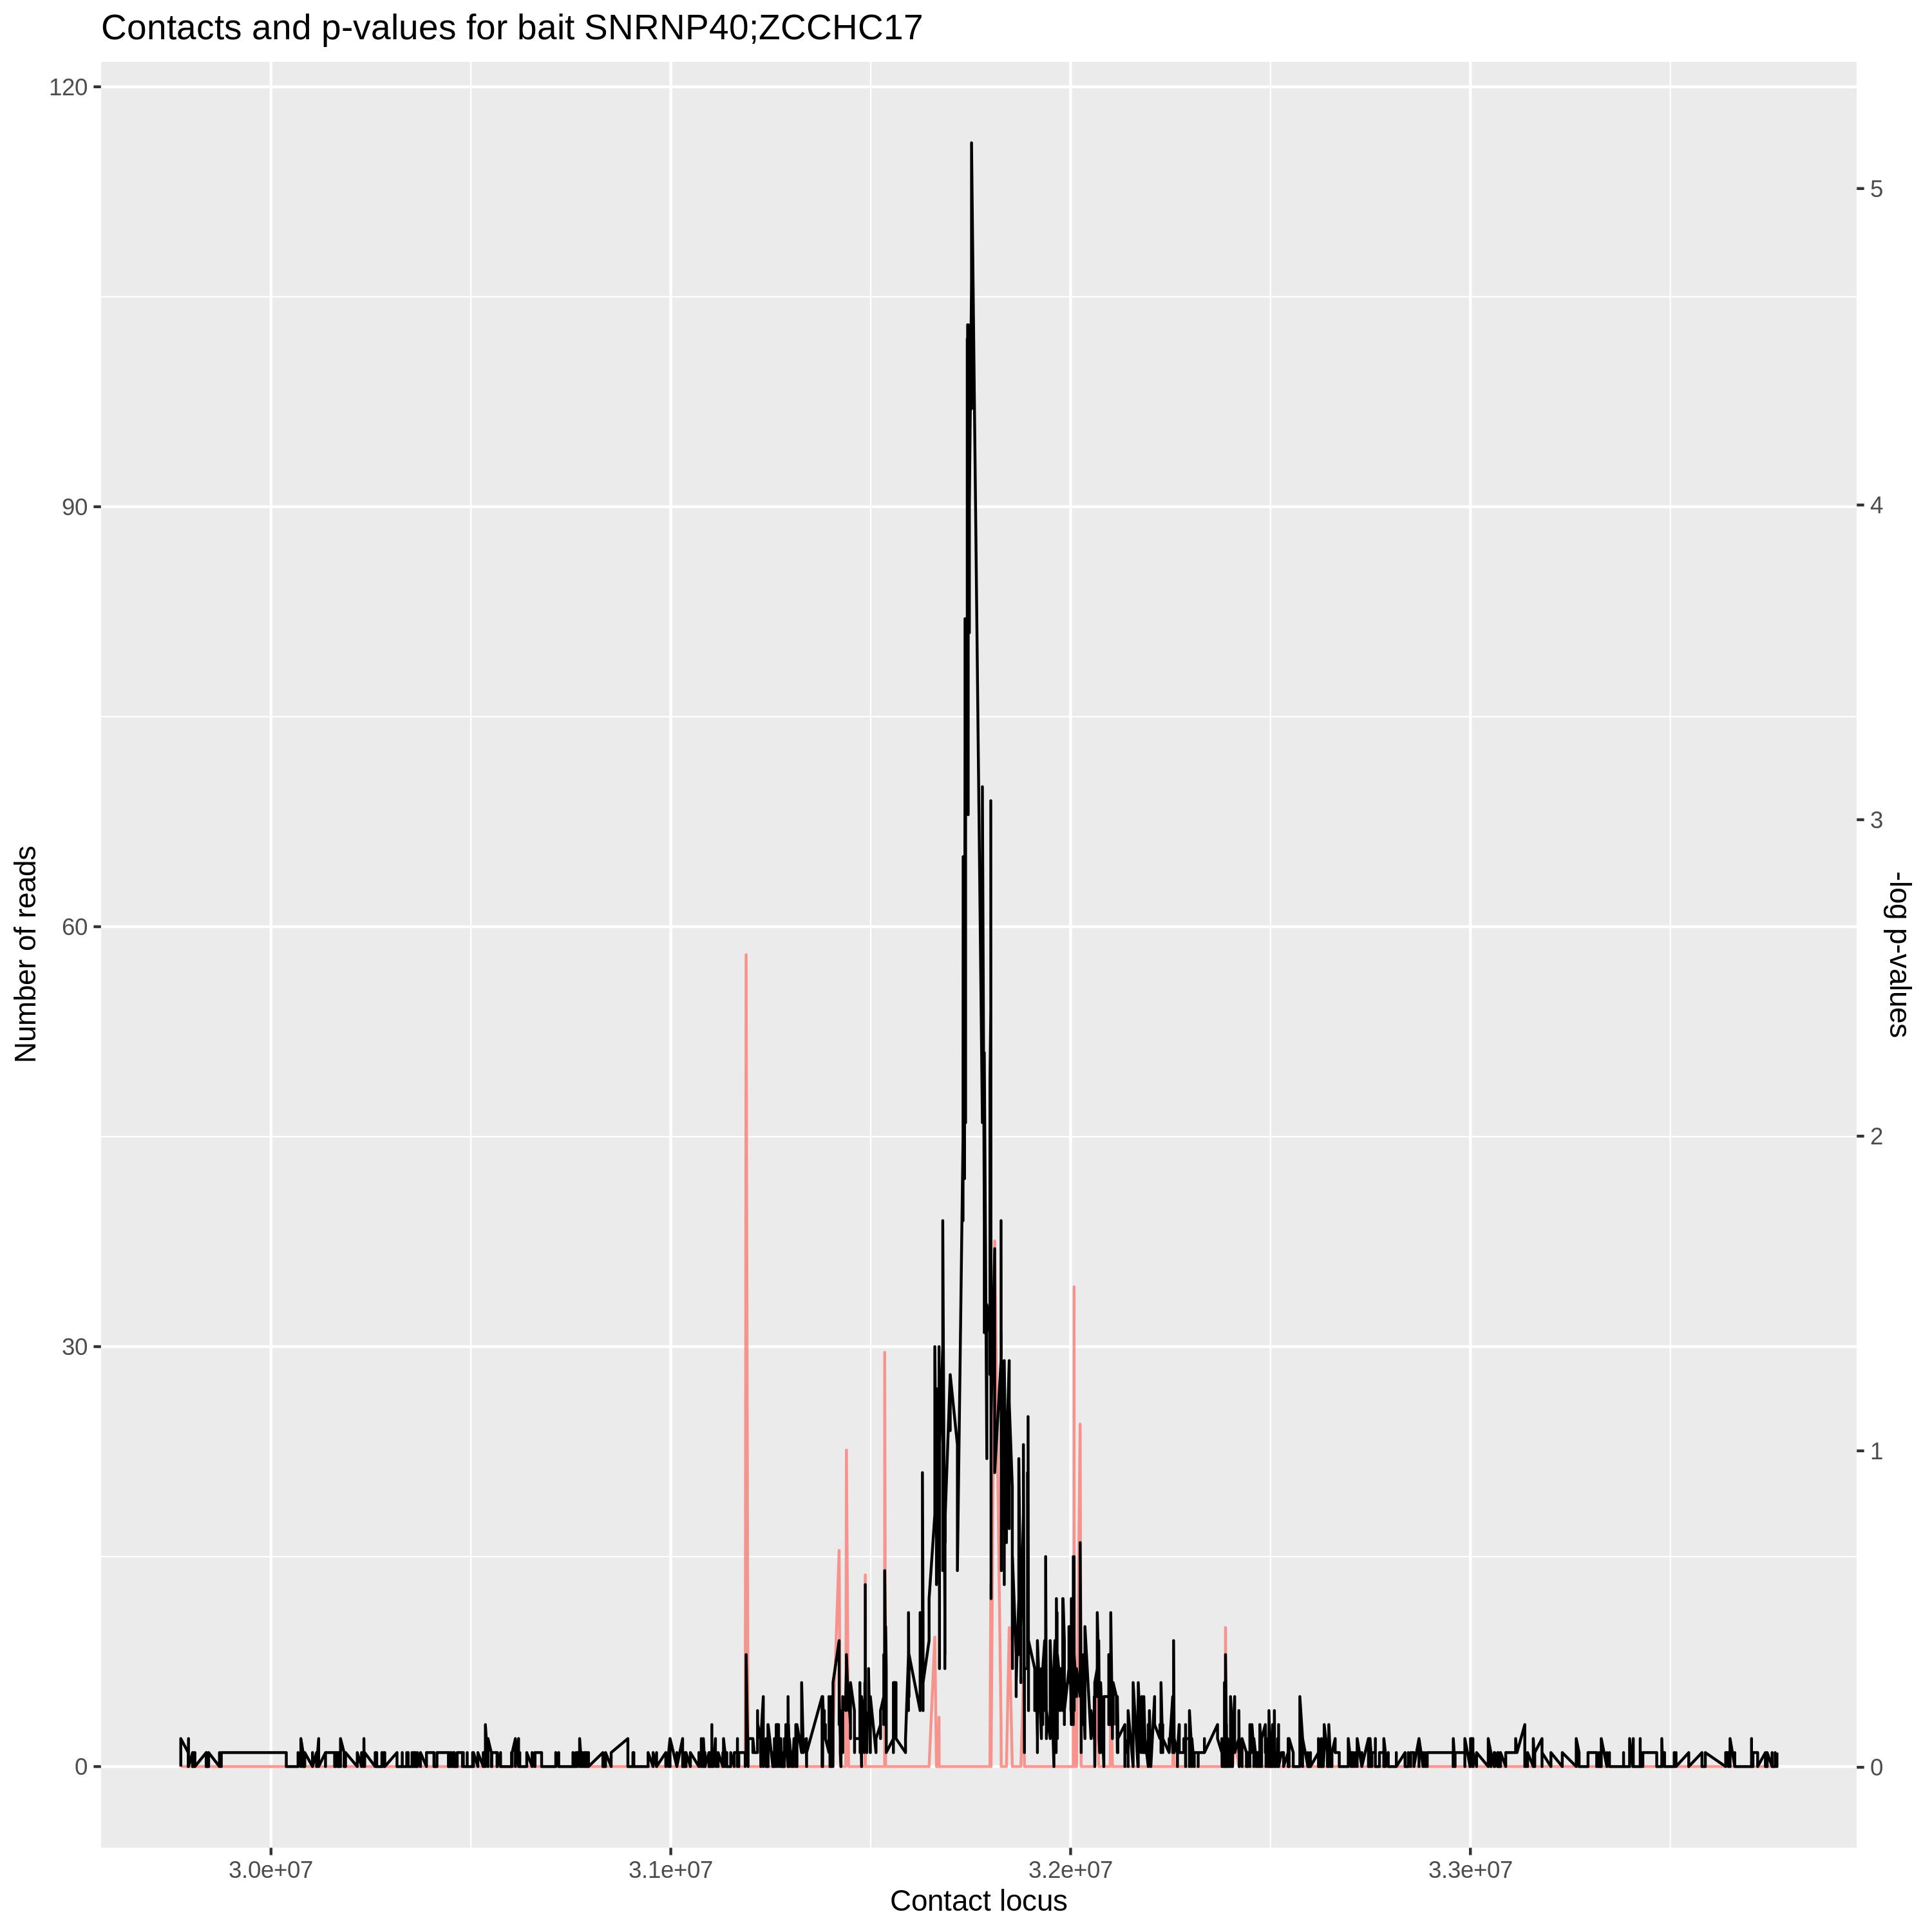 Contacts and p-values for bait SNRNP40;ZCCHC17
120
90
60
30
0
Number of reads
5
4
3
2
1
0
-log p-values
3.0e+07
3.1e+07
3.2e+07
3.3e+07
Contact locus